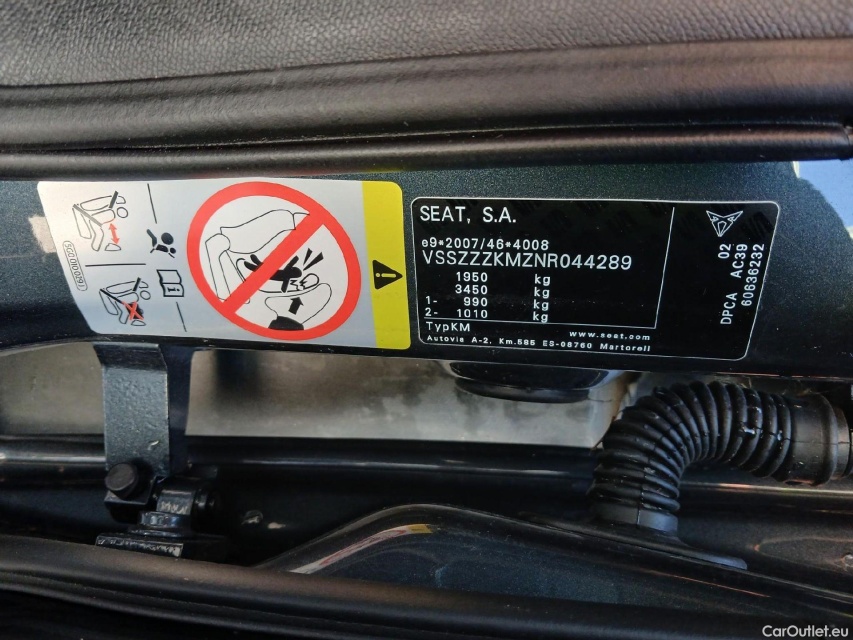 SEAT, S.A.
e9*2007/46*4008
VSSZZZKMZNR044289
1950 kg
3450 kg
1- 990 kg
2- 1010 kg
TypKM www.seat.com
Autovia A-2, Km.585 ES-08760 Martorell
02
DPCA AC39
60636232
CarOutlet.eu